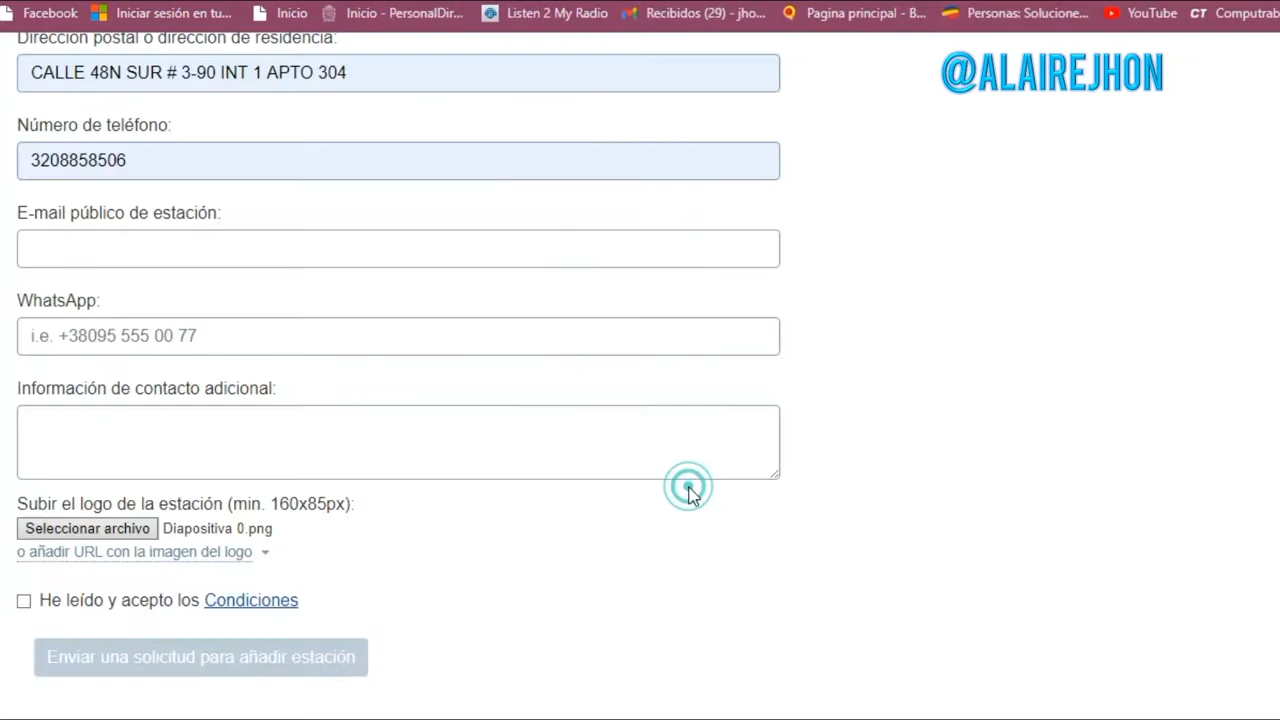 Facebook Iniciar sesión en tu... Inicio Inicio - PersonalDir... Listen 2 My Radio Recibidos (29) - jho... Pagina principal - B... Personas: Solucione... YouTube CT Computrab
Dirección postal o dirección de residencia:
@ALAIREJHON
CALLE 48N SUR # 3-90 INT 1 APTO 304
Número de teléfono:
3208858506
E-mail público de estación:
WhatsApp:
i.e. +38095 555 00 77
Información de contacto adicional:
Subir el logo de la estación (min. 160x85px):
Seleccionar archivo Diapositiva 0.png
o añadir URL con la imagen del logo
He leído y acepto los Condiciones
Enviar una solicitud para añadir estación